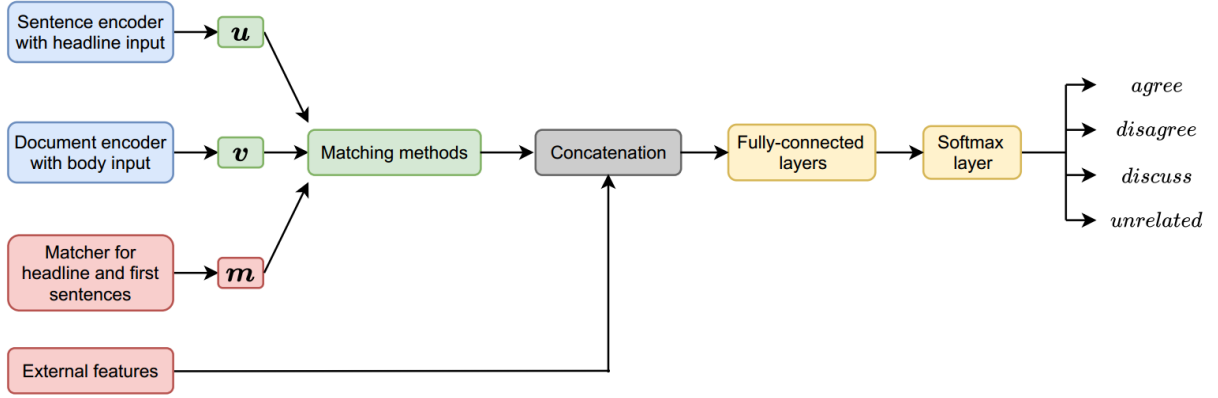 Sentence encoder
with headline input
u
Document encoder
with body input
v
Matcher for
headline and first
sentences
m
External features
Matching methods
Concatenation
Fully-connected
layers
Softmax
layer
agree
disagree
discuss
unrelated